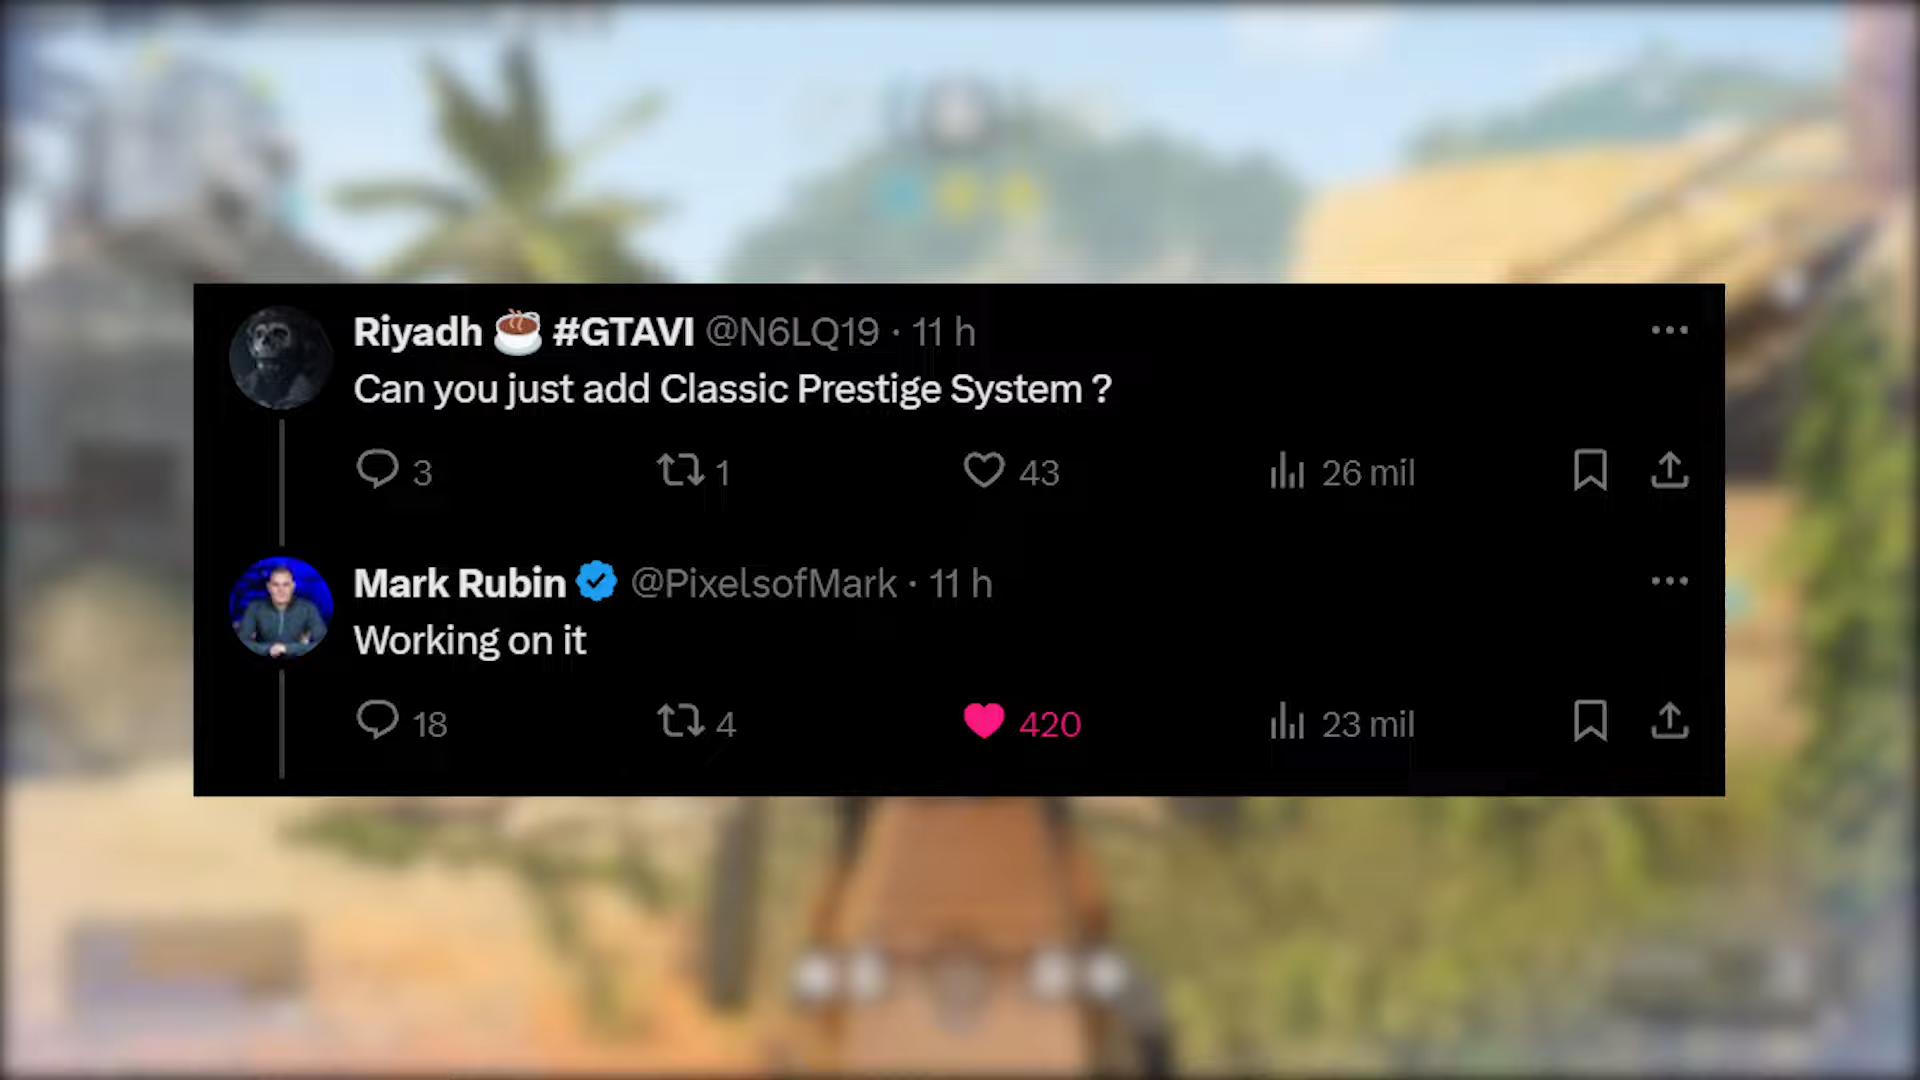 Riyadh ☕ #GTAVI @N6LQ19 · 11 h
Can you just add Classic Prestige System ?
3 1 43 26 mil
Mark Rubin @PixelsofMark · 11 h
Working on it
18 4 420 23 mil